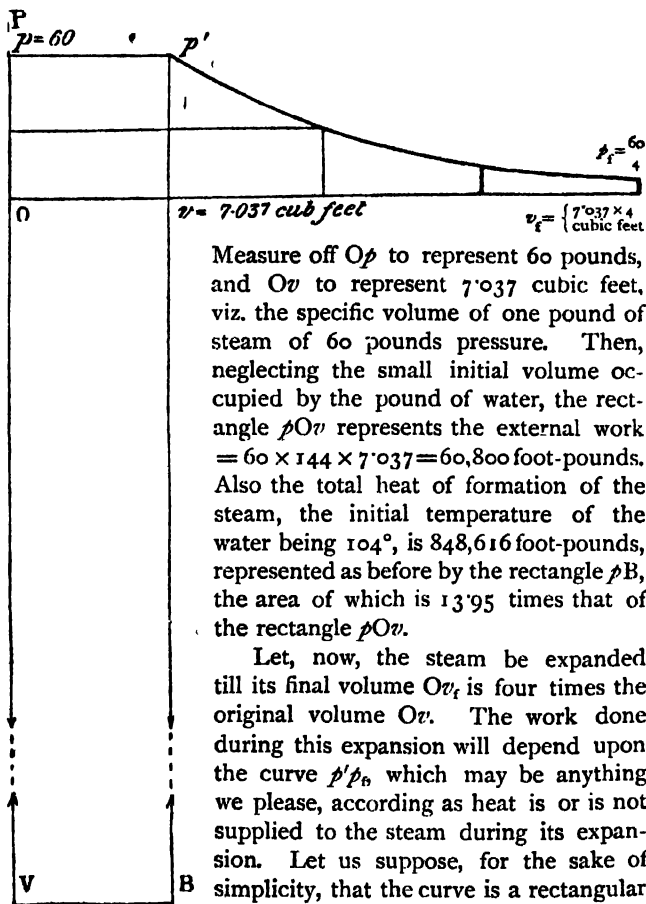 P
p=60
p'
p_f = 60/4
O
v= 7·037 cub feet
v_f = { 7·037 × 4
cubic feet
Measure off Op to represent 60 pounds,
and Ov to represent 7·037 cubic feet,
viz. the specific volume of one pound of
steam of 60 pounds pressure. Then,
neglecting the small initial volume oc-
cupied by the pound of water, the rect-
angle pOv represents the external work
= 60 × 144 × 7·037 = 60,800 foot-pounds.
Also the total heat of formation of the
steam, the initial temperature of the
water being 104°, is 848,616 foot-pounds,
represented as before by the rectangle pB,
the area of which is 13·95 times that of
the rectangle pOv.
Let, now, the steam be expanded
till its final volume Ov_f is four times the
original volume Ov. The work done
during this expansion will depend upon
the curve p'p_f, which may be anything
we please, according as heat is or is not
supplied to the steam during its expan-
sion. Let us suppose, for the sake of
simplicity, that the curve is a rectangular
V
B